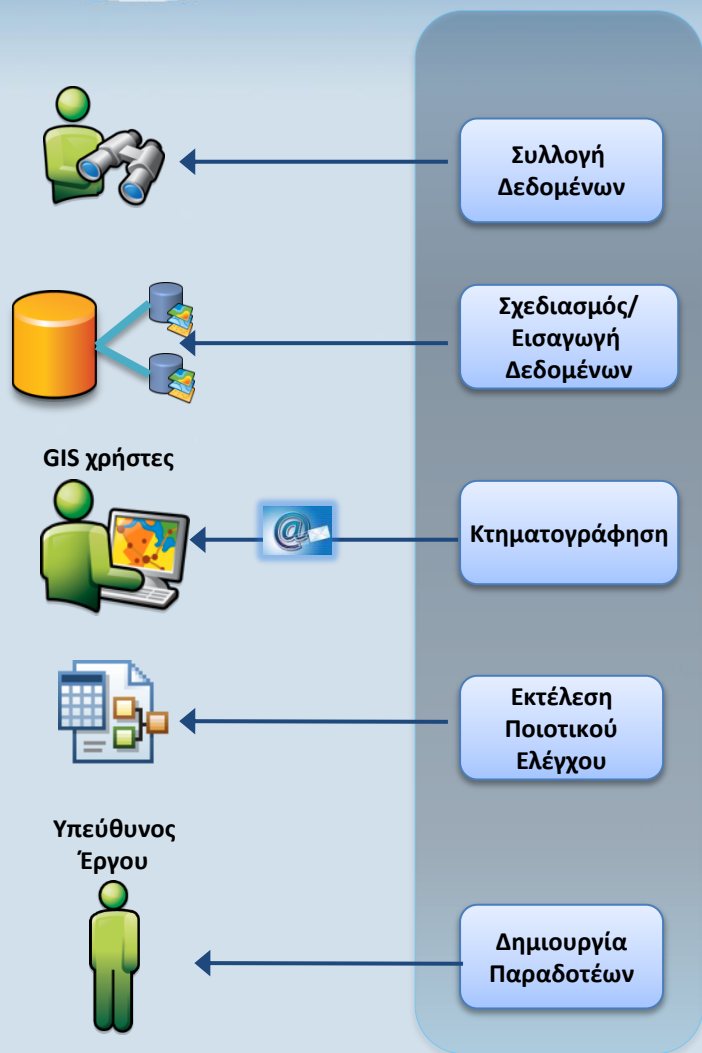 Συλλογή
Δεδομένων
Σχεδιασμός/
Εισαγωγή
Δεδομένων
GIS χρήστες
@
Κτηματογράφηση
Εκτέλεση
Ποιοτικού
Ελέγχου
Υπεύθυνος
Έργου
Δημιουργία
Παραδοτέων